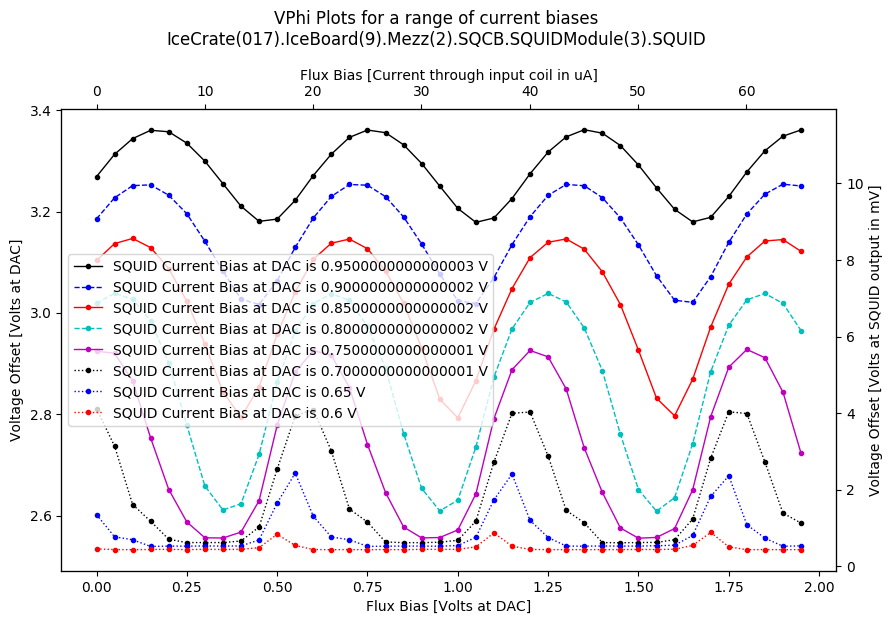 VPhi Plots for a range of current biases
IceCrate(017).IceBoard(9).Mezz(2).SQCB.SQUIDModule(3).SQUID
Flux Bias [Current through input coil in uA]
0 10 20 30 40 50 60
3.4
3.2
3.0
2.8
2.6
Voltage Offset [Volts at DAC]
SQUID Current Bias at DAC is 0.9500000000000003 V
SQUID Current Bias at DAC is 0.9000000000000002 V
SQUID Current Bias at DAC is 0.8500000000000002 V
SQUID Current Bias at DAC is 0.8000000000000002 V
SQUID Current Bias at DAC is 0.7500000000000001 V
SQUID Current Bias at DAC is 0.7000000000000001 V
SQUID Current Bias at DAC is 0.65 V
SQUID Current Bias at DAC is 0.6 V
10
8
6
4
2
0
Voltage Offset [Volts at SQUID output in mV]
0.00 0.25 0.50 0.75 1.00 1.25 1.50 1.75 2.00
Flux Bias [Volts at DAC]